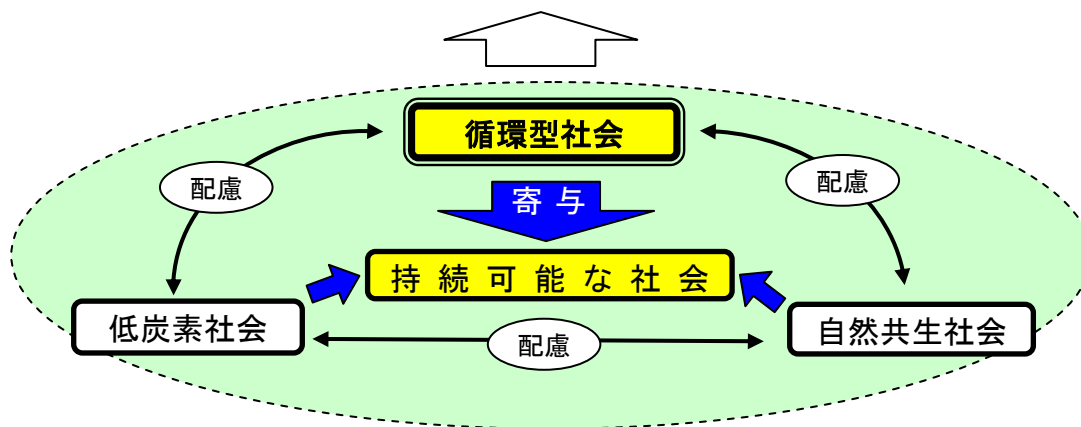 循環型社会
配慮
配慮
寄与
持続可能な社会
低炭素社会
自然共生社会
配慮